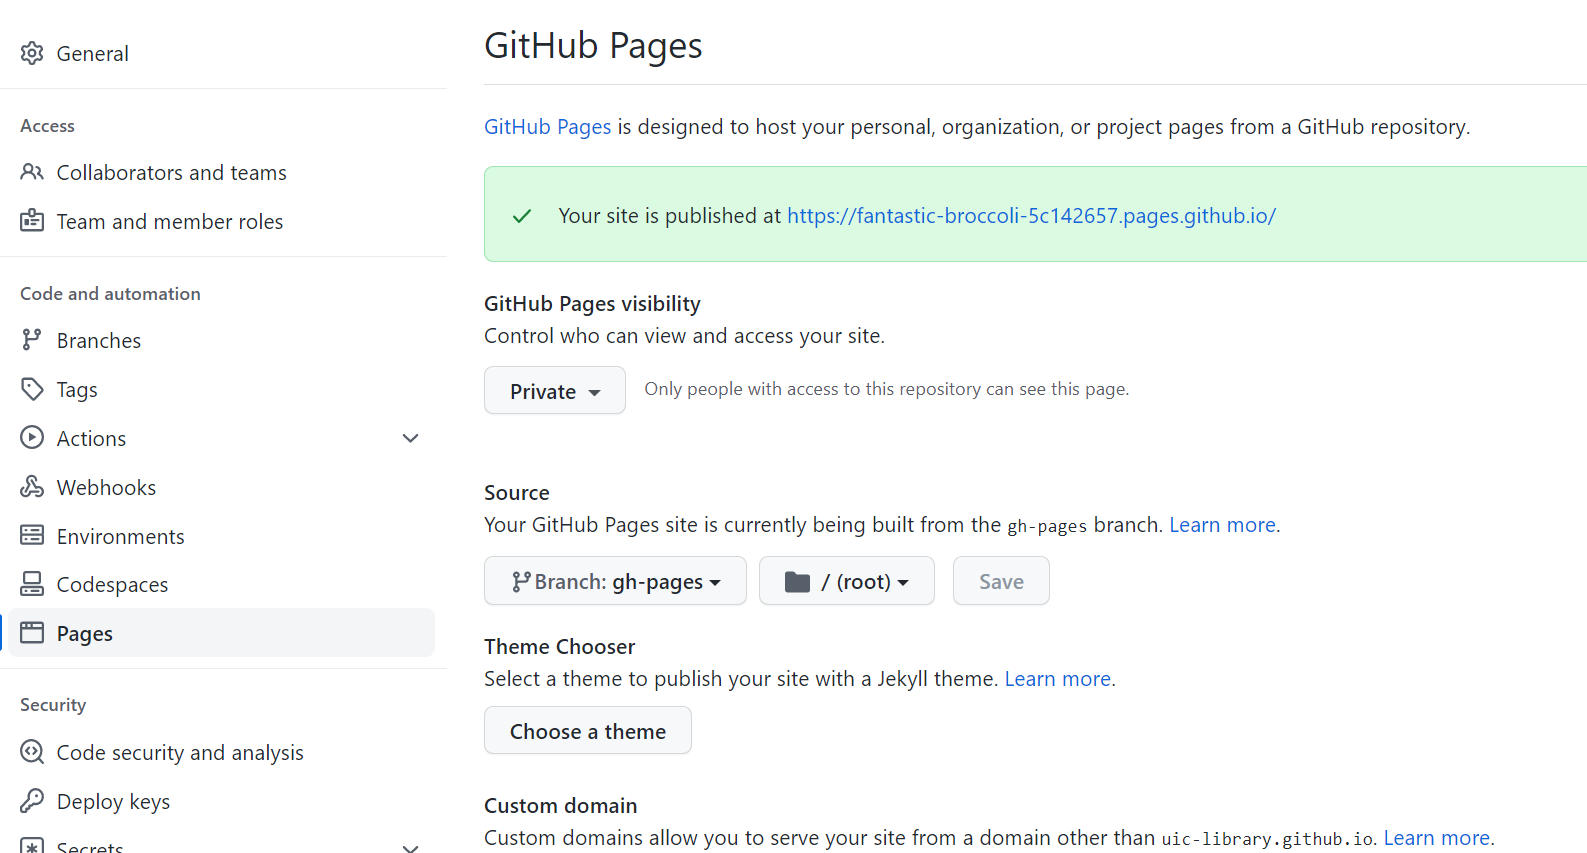 General
Access
Collaborators and teams
Team and member roles
Code and automation
Branches
Tags
Actions
Webhooks
Environments
Codespaces
Pages
Security
Code security and analysis
Deploy keys
Secrets
GitHub Pages
GitHub Pages is designed to host your personal, organization, or project pages from a GitHub repository.
Your site is published at https://fantastic-broccoli-5c142657.pages.github.io/
GitHub Pages visibility
Control who can view and access your site.
Private Only people with access to this repository can see this page.
Source
Your GitHub Pages site is currently being built from the gh-pages branch. Learn more.
Branch: gh-pages / (root) Save
Theme Chooser
Select a theme to publish your site with a Jekyll theme. Learn more.
Choose a theme
Custom domain
Custom domains allow you to serve your site from a domain other than uic-library.github.io. Learn more.